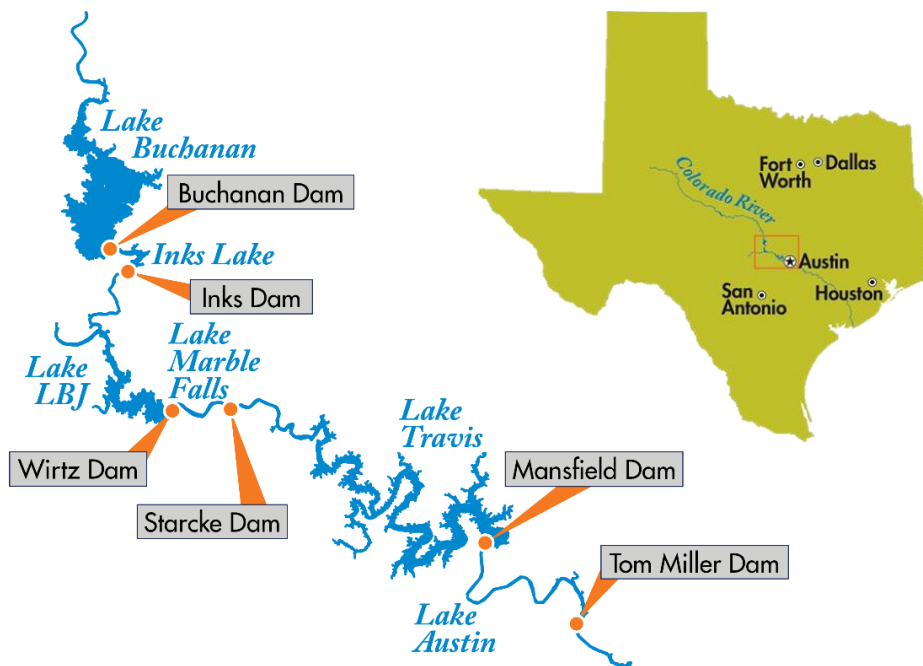 Lake
Buchanan
Buchanan Dam
Inks Lake
Inks Dam
Lake
Marble
Falls
Lake
LBJ
Wirtz Dam
Starcke Dam
Lake
Travis
Mansfield Dam
Tom Miller Dam
Lake
Austin
Colorado River
Fort
Worth
Dallas
Austin
San
Antonio
Houston